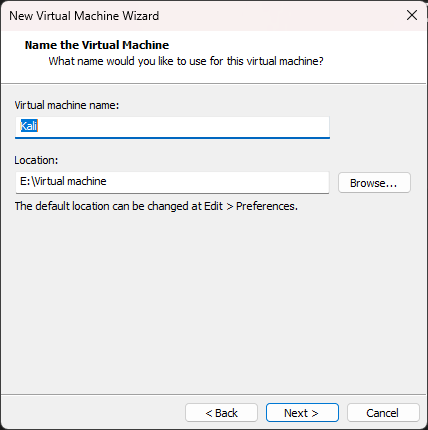 New Virtual Machine Wizard
Name the Virtual Machine
What name would you like to use for this virtual machine?
Virtual machine name:
Kali
Location:
E:\Virtual machine
Browse...
The default location can be changed at Edit > Preferences.
< Back
Next >
Cancel